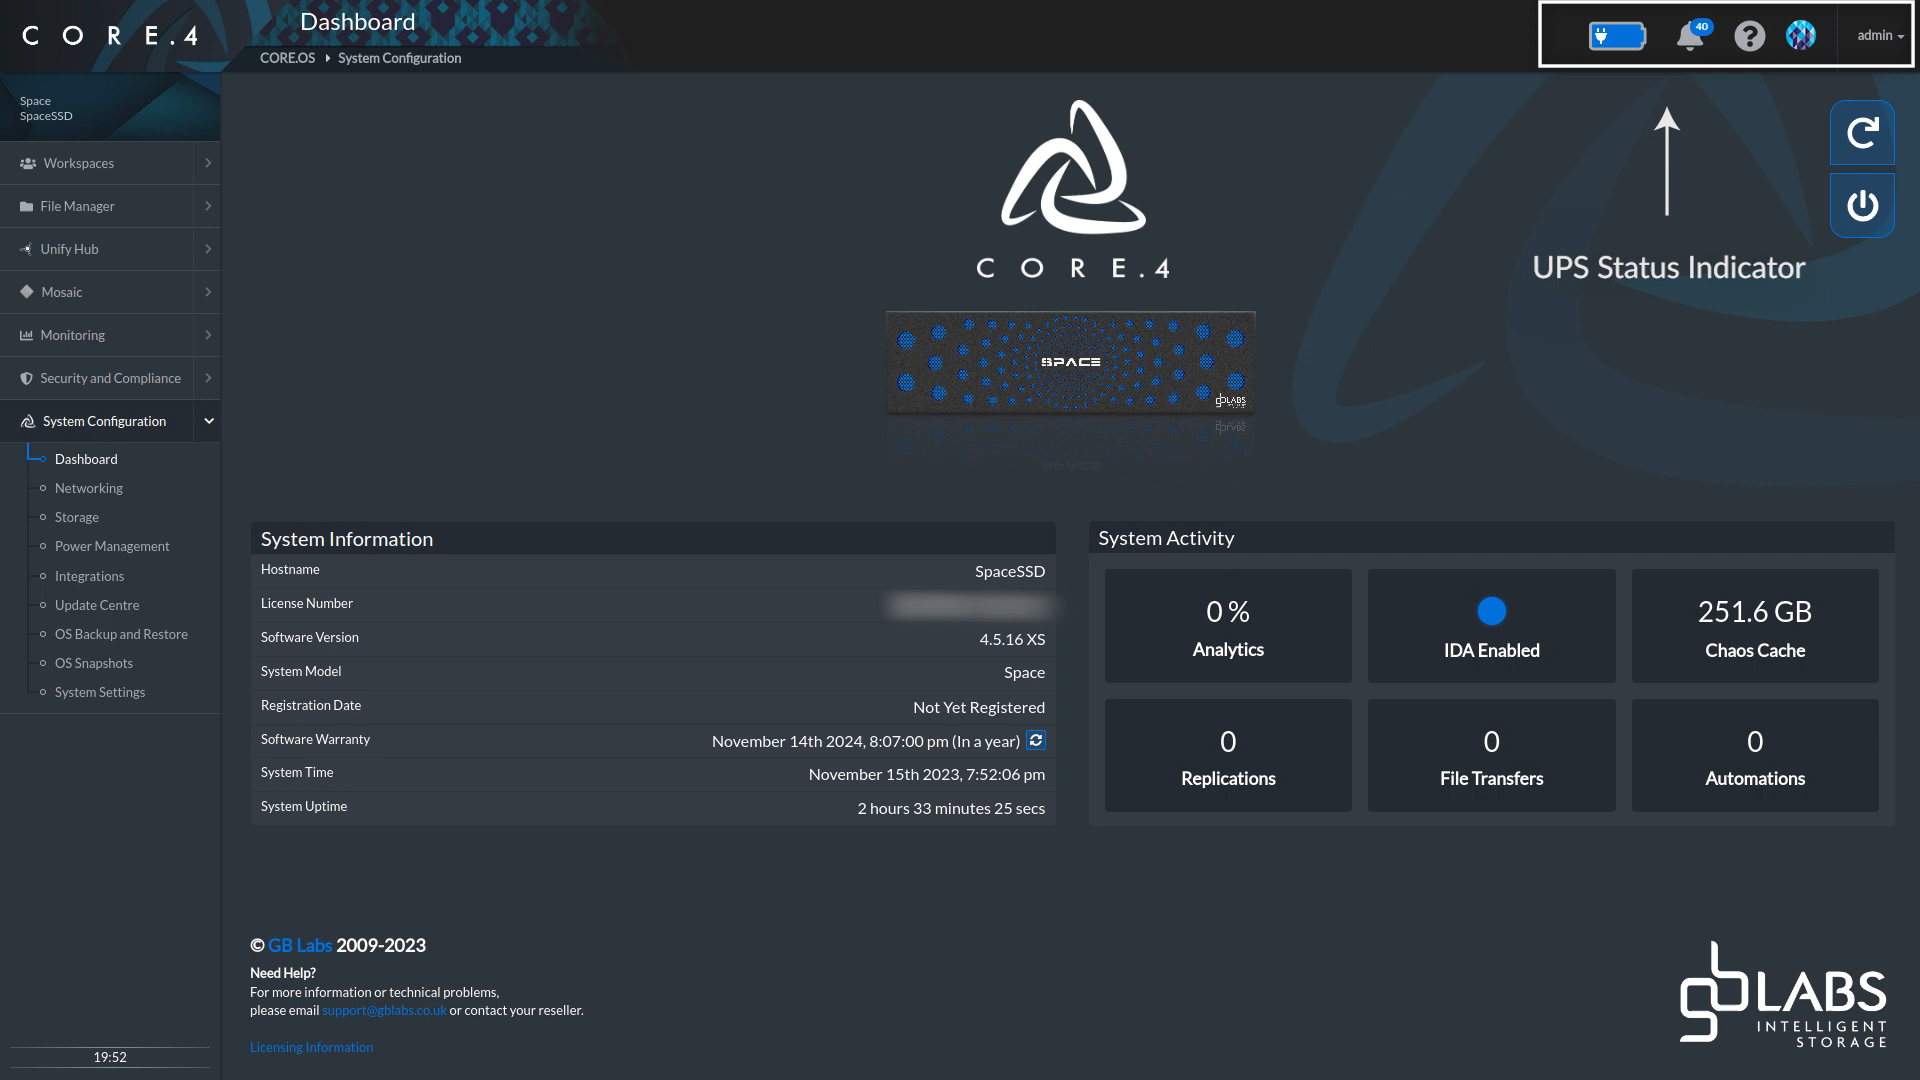 CORE.4
Dashboard
CORE.OS System Configuration
40
admin
Space
SpaceSSD
Workspaces
File Manager
Unify Hub
Mosaic
Monitoring
Security and Compliance
System Configuration
Dashboard
Networking
Storage
Power Management
Integrations
Update Centre
OS Backup and Restore
OS Snapshots
System Settings
19:52
CORE.4
UPS Status Indicator
SPACE
gb LABS
System Information
Hostname SpaceSSD
License Number
Software Version 4.5.16 XS
System Model Space
Registration Date Not Yet Registered
Software Warranty November 14th 2024, 8:07:00 pm (In a year)
System Time November 15th 2023, 7:52:06 pm
System Uptime 2 hours 33 minutes 25 secs
System Activity
0 %
Analytics
IDA Enabled
251.6 GB
Chaos Cache
0
Replications
0
File Transfers
0
Automations
© GB Labs 2009-2023
Need Help?
For more information or technical problems,
please email support@gblabs.co.uk or contact your reseller.
Licensing Information
gb LABS
INTELLIGENT
STORAGE